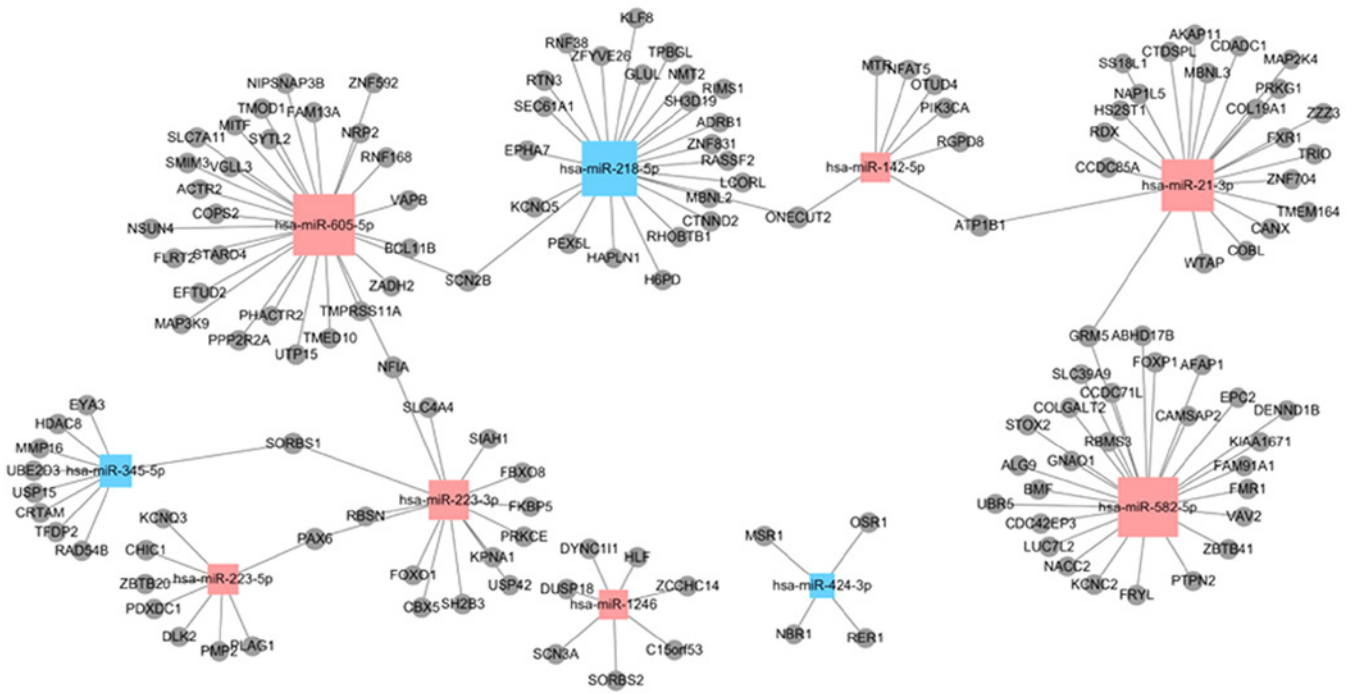 KLF8
RNF38
ZFYVE26
TPBGL
RTN3
GLUL
NMT2
RIMS1
SEC61A1
SH3D19
ADRB1
ZNF831
EPHA7
RASSF2
hsa-miR-218-5p
LCORL
MBNL2
KCNQ5
CTNND2
RHOBTB1
PEX5L
HAPLN1
H6PD
SCN2B
ONECUT2
NIPSNAP3B
ZNF592
TMOD1
FAM13A
MITF
SYTL2
NRP2
SLC7A11
VGLL3
RNF168
SMIM3
ACTR2
VAPB
COPS2
NSUN4
hsa-miR-605-5p
BCL11B
FLRT2
STARD4
ZADH2
EFTUD2
PHACTR2
TMPRSS11A
MAP3K9
PPP2R2A
TMED10
UTP15
NFIA
MTR
NFAT5
OTUD4
PIK3CA
RGPD8
hsa-miR-142-5p
ATP1B1
AKAP11
CTDSPL
CDADC1
SS18L1
MBNL3
MAP2K4
NAP1L5
PRKG1
HS2ST1
COL19A1
ZZZ3
RDX
FXR1
TRIO
CCDC85A
hsa-miR-21-3p
ZNF704
TMEM164
CANX
COBL
WTAP
GRM5
ABHD17B
FOXP1
AFAP1
SLC39A9
CCDC71L
EPC2
COLGALT2
CAMSAP2
DENND1B
STOX2
RBMS3
KIAA1671
GNAO1
ALG9
FAM91A1
BMF
FMR1
UBR5
hsa-miR-582-5p
VAV2
CDC42EP3
LUC7L2
ZBTB41
NACC2
KCNC2
PTPN2
FRYL
EYA3
HDAC8
MMP16
UBE2D3
hsa-miR-345-5p
USP15
CRTAM
TFDP2
RAD54B
SORBS1
SLC4A4
SIAH1
FBXO8
hsa-miR-223-3p
FKBP5
RBSN
PRKCE
PAX6
KPNA1
USP42
FOXO1
CBX5
SH2B3
KCNQ3
CHIC1
hsa-miR-223-5p
ZBTB20
PDXDC1
DLK2
PMP2
PLAG1
DYNC1I1
HLF
DUSP18
ZCCHC14
hsa-miR-1246
SCN3A
C15orf53
SORBS2
MSR1
OSR1
hsa-miR-424-3p
NBR1
RER1